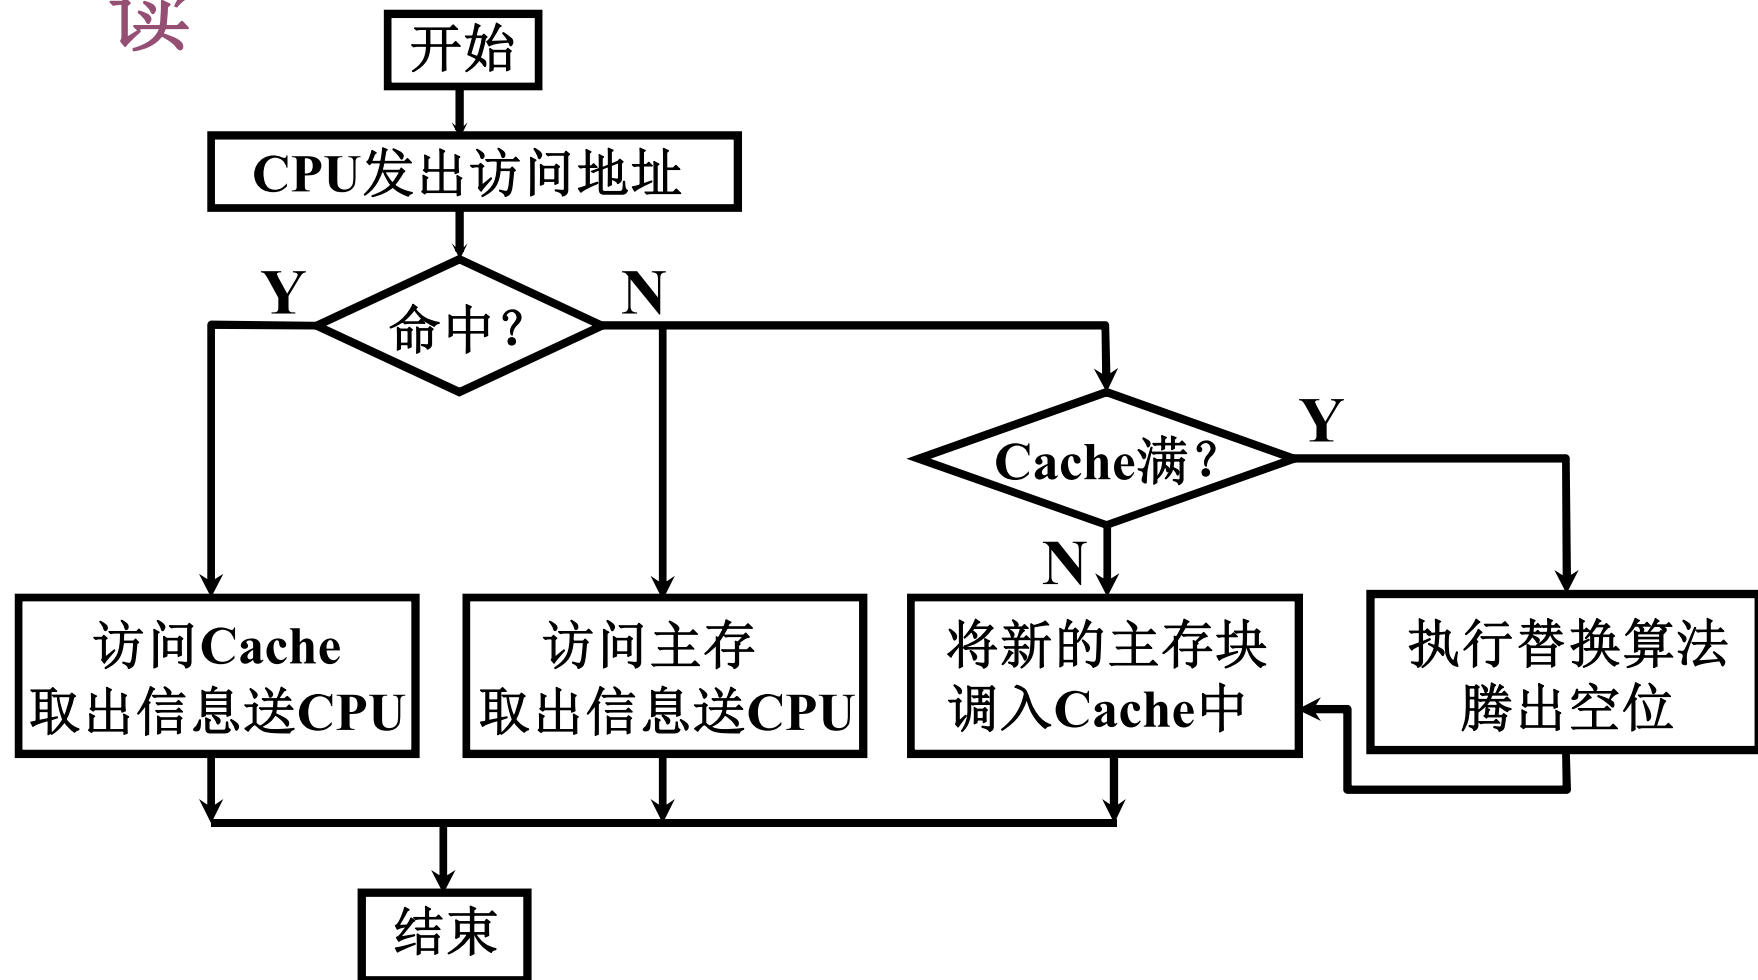 读
开始
CPU发出访问地址
Y
命中？
N
Cache满？
Y
N
访问Cache
取出信息送CPU
访问主存
取出信息送CPU
将新的主存块
调入Cache中
执行替换算法
腾出空位
结束